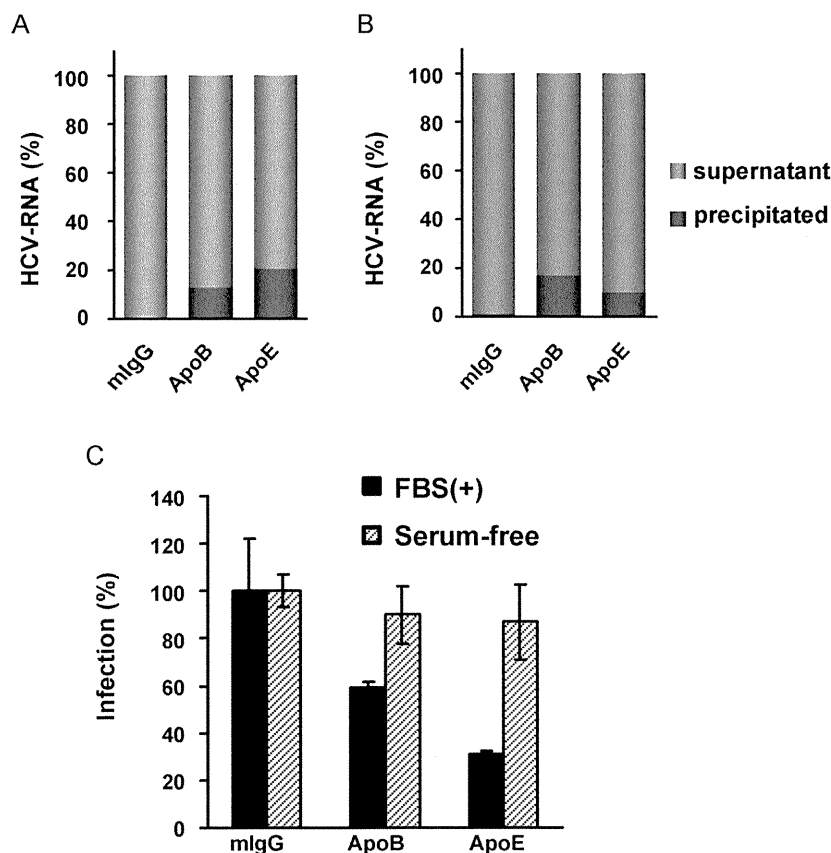 A
HCV-RNA (%)
100
80
60
40
20
0
mIgG
ApoB
ApoE
B
HCV-RNA (%)
100
80
60
40
20
0
mIgG
ApoB
ApoE
supernatant
precipitated
C
FBS(+)
Serum-free
Infection (%)
140
120
100
80
60
40
20
0
mIgG
ApoB
ApoE